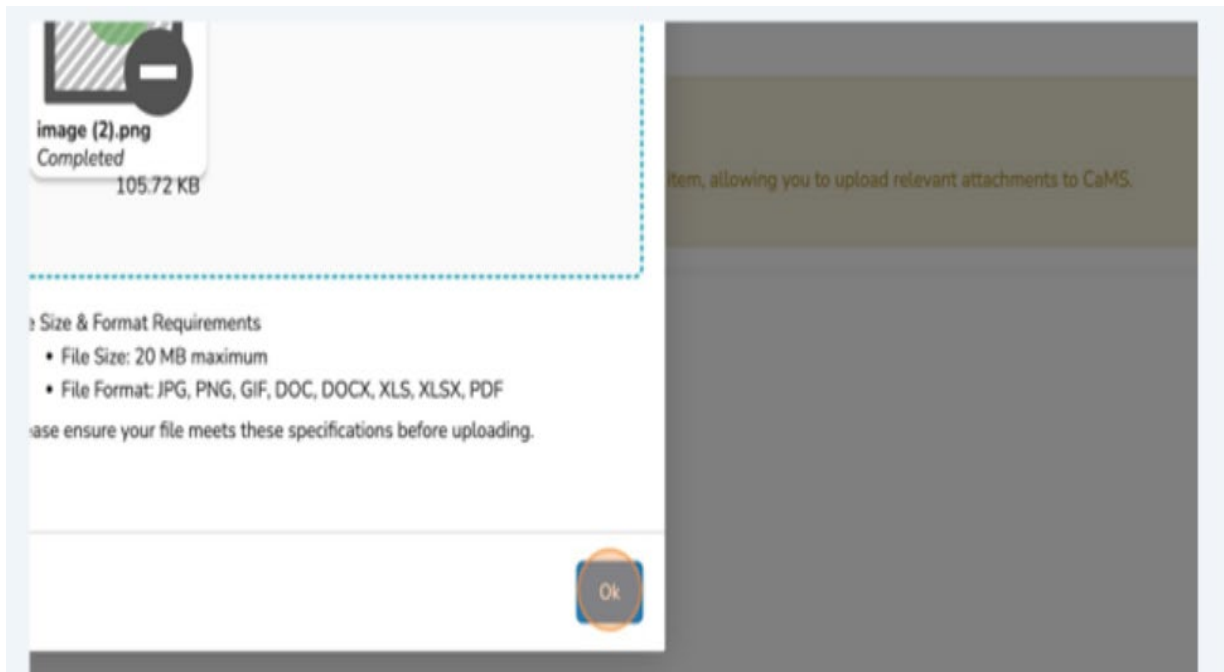 image (2).png
Completed
105.72 KB
item, allowing you to upload relevant attachments to CaMS.
e Size & Format Requirements
• File Size: 20 MB maximum
• File Format: JPG, PNG, GIF, DOC, DOCX, XLS, XLSX, PDF
ase ensure your file meets these specifications before uploading.
Ok